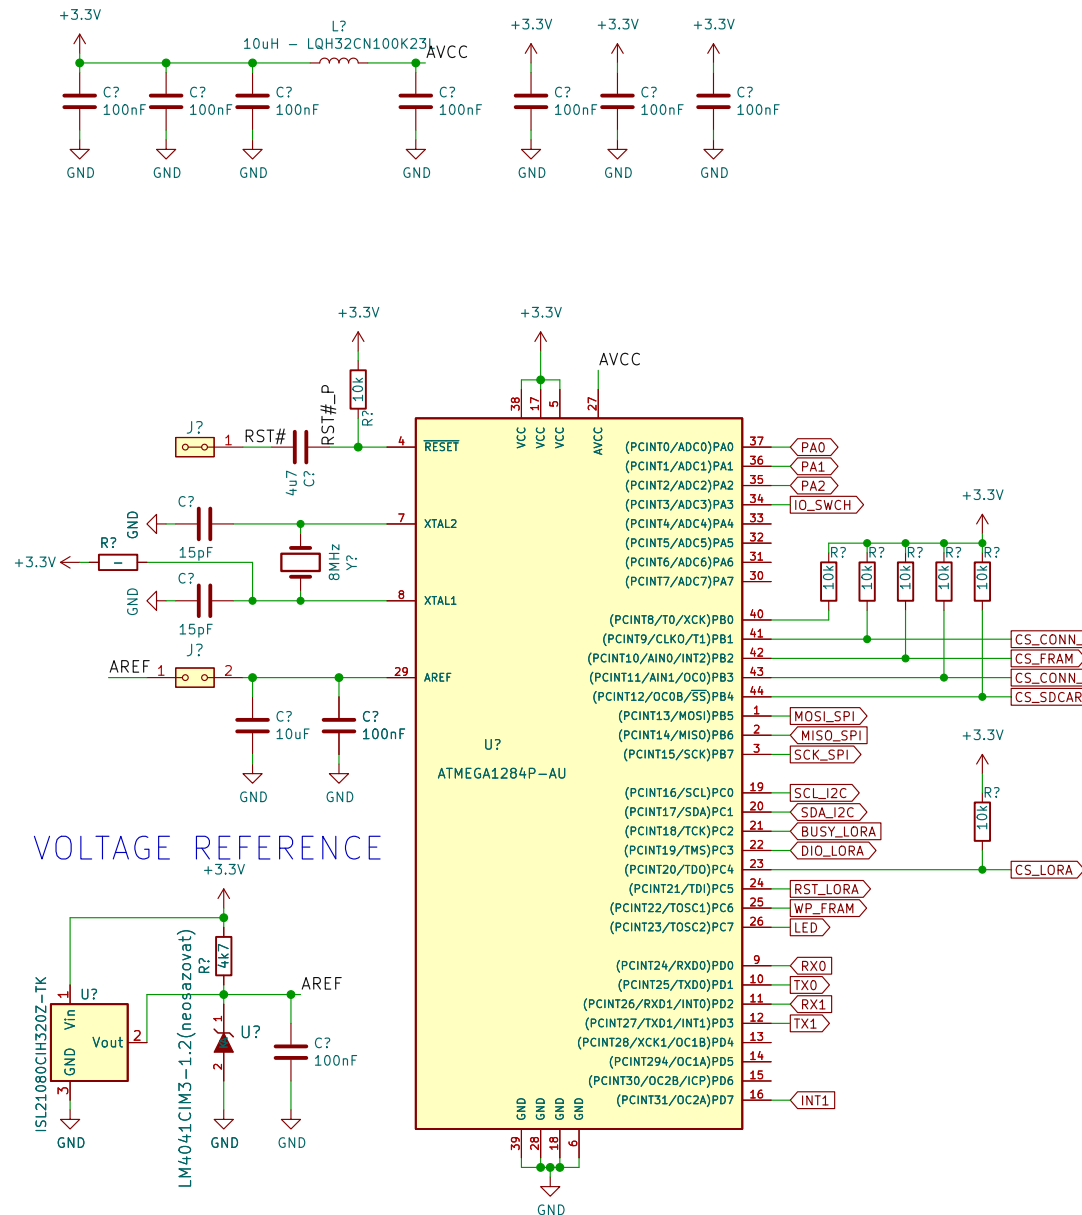 +3.3V
+3.3V
+3.3V
+3.3V
L?
10uH - LQH32CN100K23L
AVCC
C?
100nF
C?
100nF
C?
100nF
C?
100nF
C?
100nF
C?
100nF
C?
100nF
GND
GND
GND
GND
GND
GND
GND
+3.3V
+3.3V
AVCC
10k
R?
RST#_P
38
17
5
27
VCC
VCC
VCC
AVCC
J?
1
RST#
4u7
C?
4
RESET
C?
GND
15pF
7
XTAL2
R?
+3.3V
-
8MHz
Y?
C?
GND
15pF
8
XTAL1
J?
AREF
1
2
29
AREF
C?
10uF
C?
100nF
GND
GND
U?
ATMEGA1284P-AU
(PCINT0/ADC0)PA0
37
PA0
(PCINT1/ADC1)PA1
36
PA1
(PCINT2/ADC2)PA2
35
PA2
(PCINT3/ADC3)PA3
34
IO_SWCH
(PCINT4/ADC4)PA4
33
(PCINT5/ADC5)PA5
32
(PCINT6/ADC6)PA6
31
(PCINT7/ADC7)PA7
30
+3.3V
R?
R?
R?
R?
R?
10k
10k
10k
10k
10k
(PCINT8/T0/XCK)PB0
40
(PCINT9/CLKO/T1)PB1
41
CS_CONN_
(PCINT10/AIN0/INT2)PB2
42
CS_FRAM
(PCINT11/AIN1/OC0)PB3
43
CS_CONN_
(PCINT12/OC0B/SS)PB4
44
CS_SDCAR
(PCINT13/MOSI)PB5
1
MOSI_SPI
(PCINT14/MISO)PB6
2
MISO_SPI
(PCINT15/SCK)PB7
3
SCK_SPI
+3.3V
R?
10k
(PCINT16/SCL)PC0
19
SCL_I2C
(PCINT17/SDA)PC1
20
SDA_I2C
(PCINT18/TCK)PC2
21
BUSY_LORA
(PCINT19/TMS)PC3
22
DIO_LORA
(PCINT20/TDO)PC4
23
CS_LORA
(PCINT21/TDI)PC5
24
RST_LORA
(PCINT22/TOSC1)PC6
25
WP_FRAM
(PCINT23/TOSC2)PC7
26
LED
(PCINT24/RXD0)PD0
9
RX0
(PCINT25/TXD0)PD1
10
TX0
(PCINT26/RXD1/INT0)PD2
11
RX1
(PCINT27/TXD1/INT1)PD3
12
TX1
(PCINT28/XCK1/OC1B)PD4
13
(PCINT294/OC1A)PD5
14
(PCINT30/OC2B/ICP)PD6
15
(PCINT31/OC2A)PD7
16
INT1
GND
GND
GND
GND
39
28
18
6
GND
VOLTAGE REFERENCE
+3.3V
4k7
R?
AREF
ISL21080CIH320Z-TK
1
U?
Vin
Vout
2
GND
3
GND
LM4041CIM3-1.2(neosazovat)
1
U?
2
GND
C?
100nF
GND